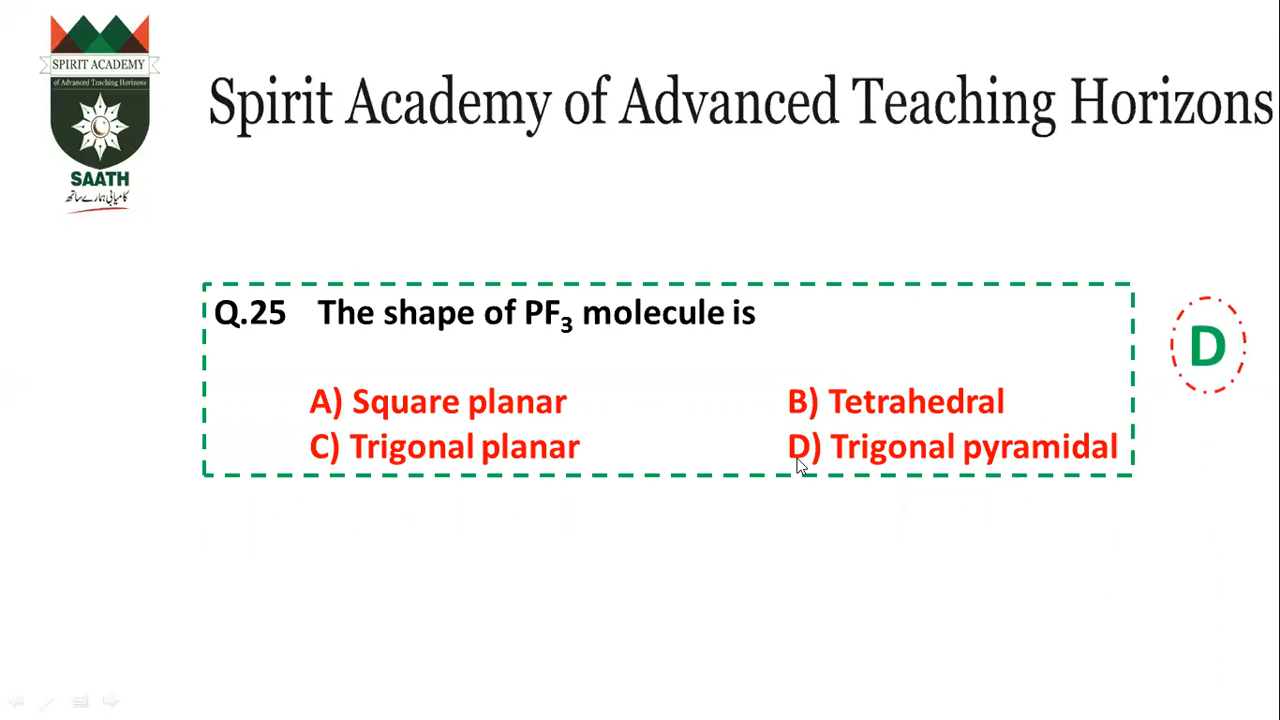 SPIRIT ACADEMY
of Advanced Teaching Horizons
SAATH
کامیابی ہمارے ساتھ
Spirit Academy of Advanced Teaching Horizons
Q.25 The shape of PF₃ molecule is
A) Square planar B) Tetrahedral
C) Trigonal planar D) Trigonal pyramidal
D